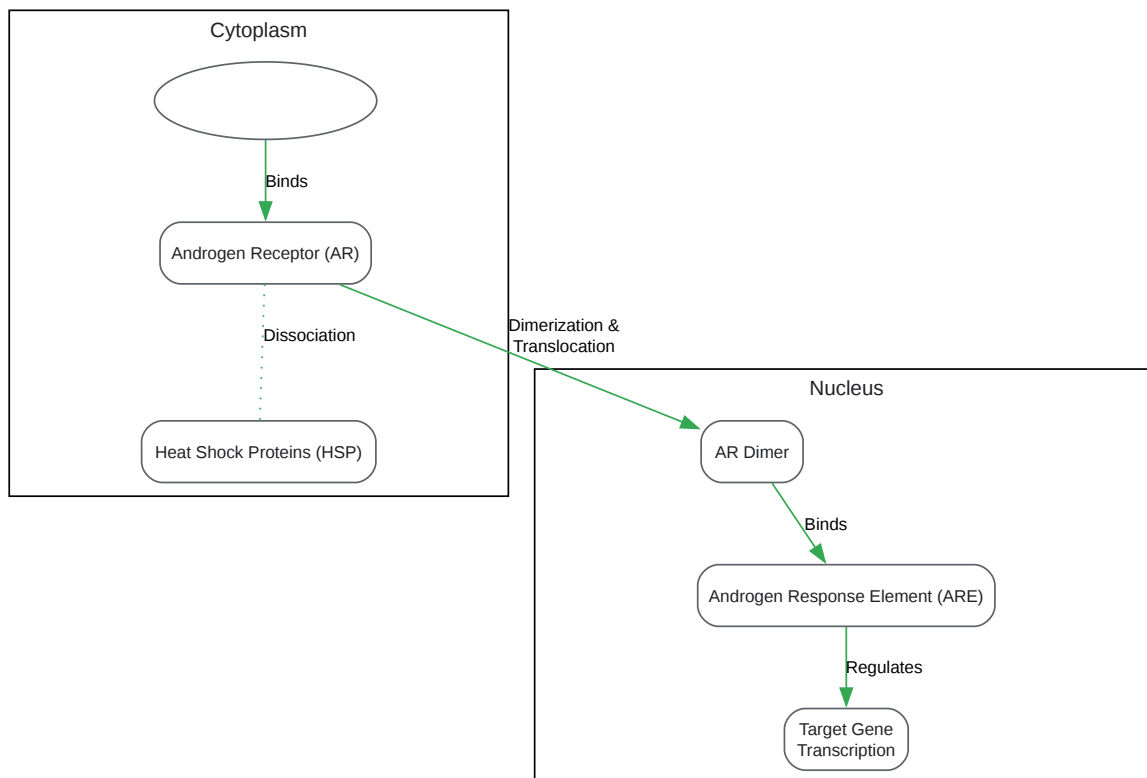 Cytoplasm
Binds
Androgen Receptor (AR)
Dissociation
Heat Shock Proteins (HSP)
Dimerization &
Translocation
Nucleus
AR Dimer
Binds
Androgen Response Element (ARE)
Regulates
Target Gene
Transcription